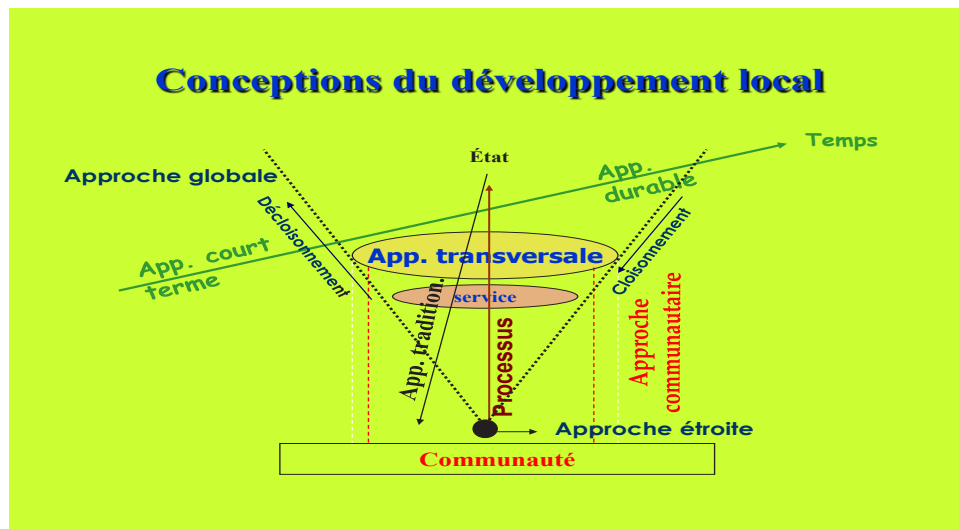 Conceptions du développement local
Temps
État
Approche globale
App.
durable
Décloisonnement
Cloisonnement
App. court
terme
App. transversale
service
App. tradition.
Processus
Approche
communautaire
Approche étroite
Communauté